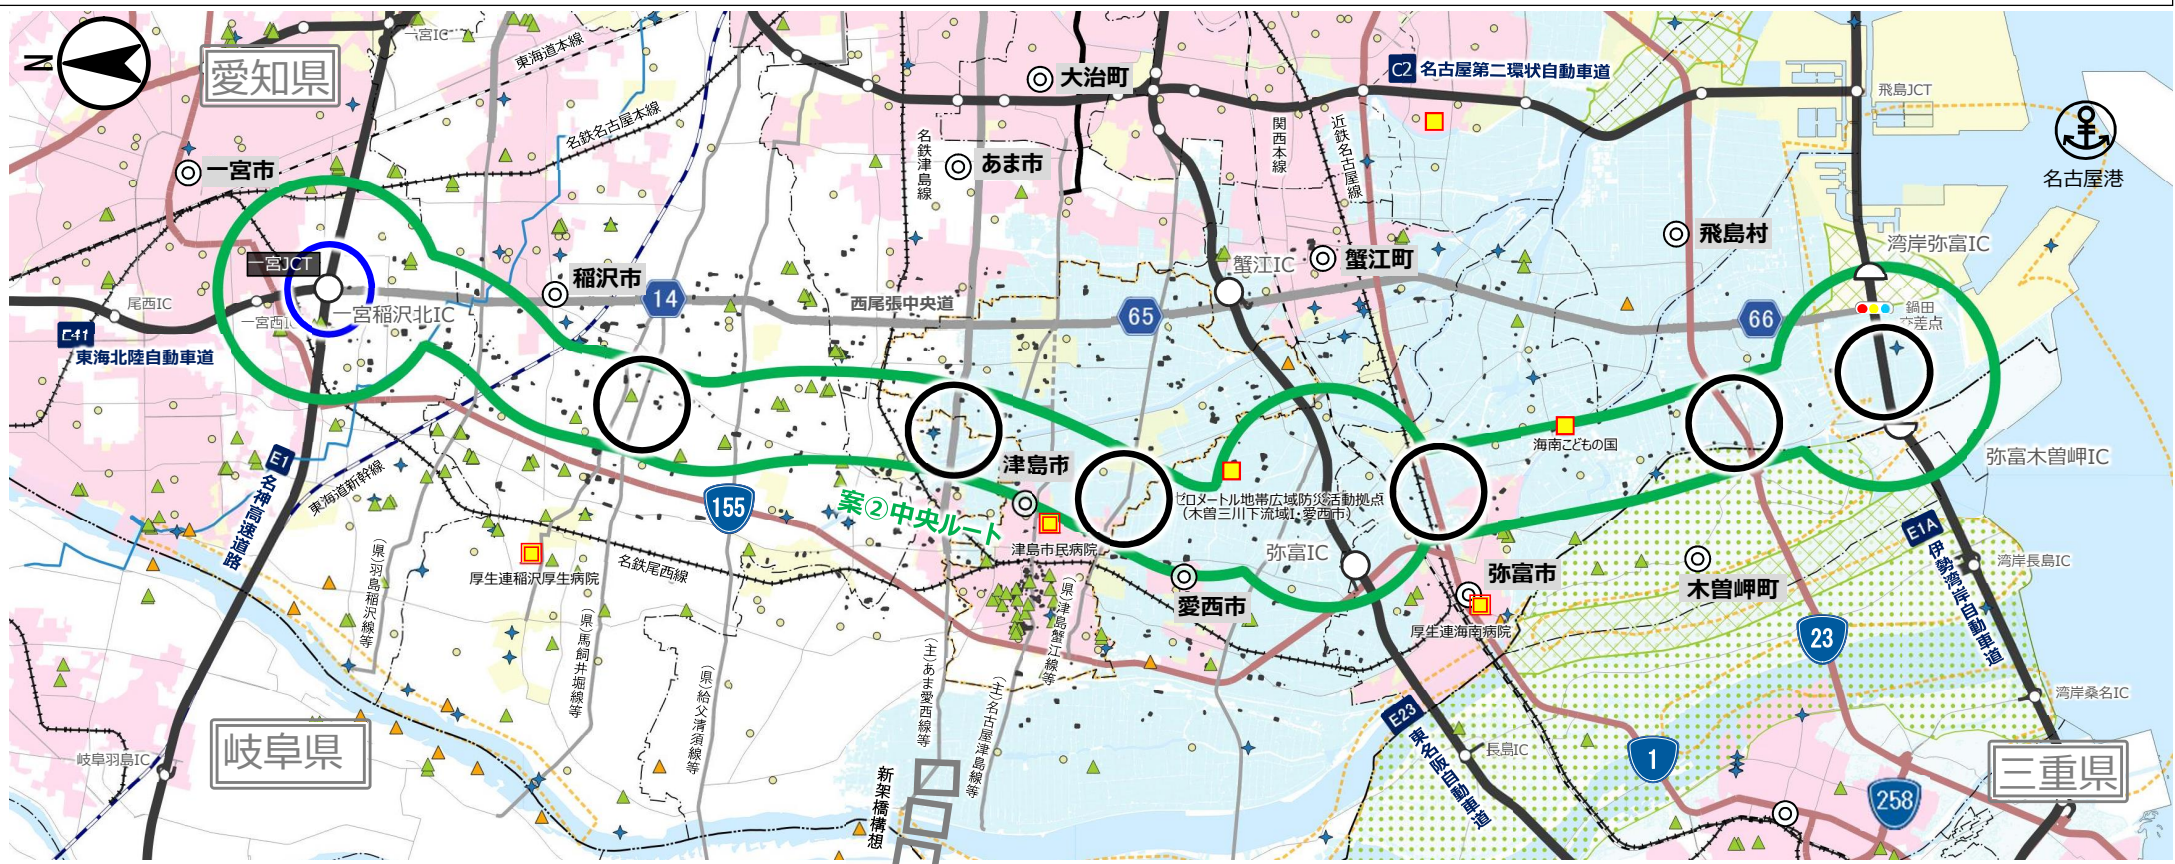 N
愛知県
一宮IC
東海道本線
名鉄名古屋本線
一宮市
大治町
C2 名古屋第二環状自動車道
飛島JCT
名古屋港
名鉄津島線
あま市
関西本線
近鉄名古屋線
飛島村
湾岸弥富IC
一宮JCT
稲沢市
蟹江IC
蟹江町
尾西IC
一宮西IC
一宮稲沢北IC
14
西尾張中央道
65
66
鍋田
交差点
E41
東海北陸自動車道
海南こどもの国
弥富木曽岬IC
E1
名神高速道路
東海道新幹線
155
案②中央ルート
津島市
ゼロメートル地帯広域防災活動拠点
(木曽三川下流域I・愛西市)
津島市民病院
弥富IC
弥富市
木曽岬町
E1A
伊勢湾岸自動車道
湾岸長島IC
(県)羽島稲沢線等
厚生連稲沢厚生病院
名鉄尾西線
愛西市
厚生連海南病院
(県)馬飼井堀線等
(県)給父清須線等
(主)あま愛西線等
(主)名古屋津島線等
(県)津島蟹江線等
23
湾岸桑名IC
岐阜県
岐阜羽島IC
新架橋構想
E23
東名阪自動車道
長島IC
1
258
三重県